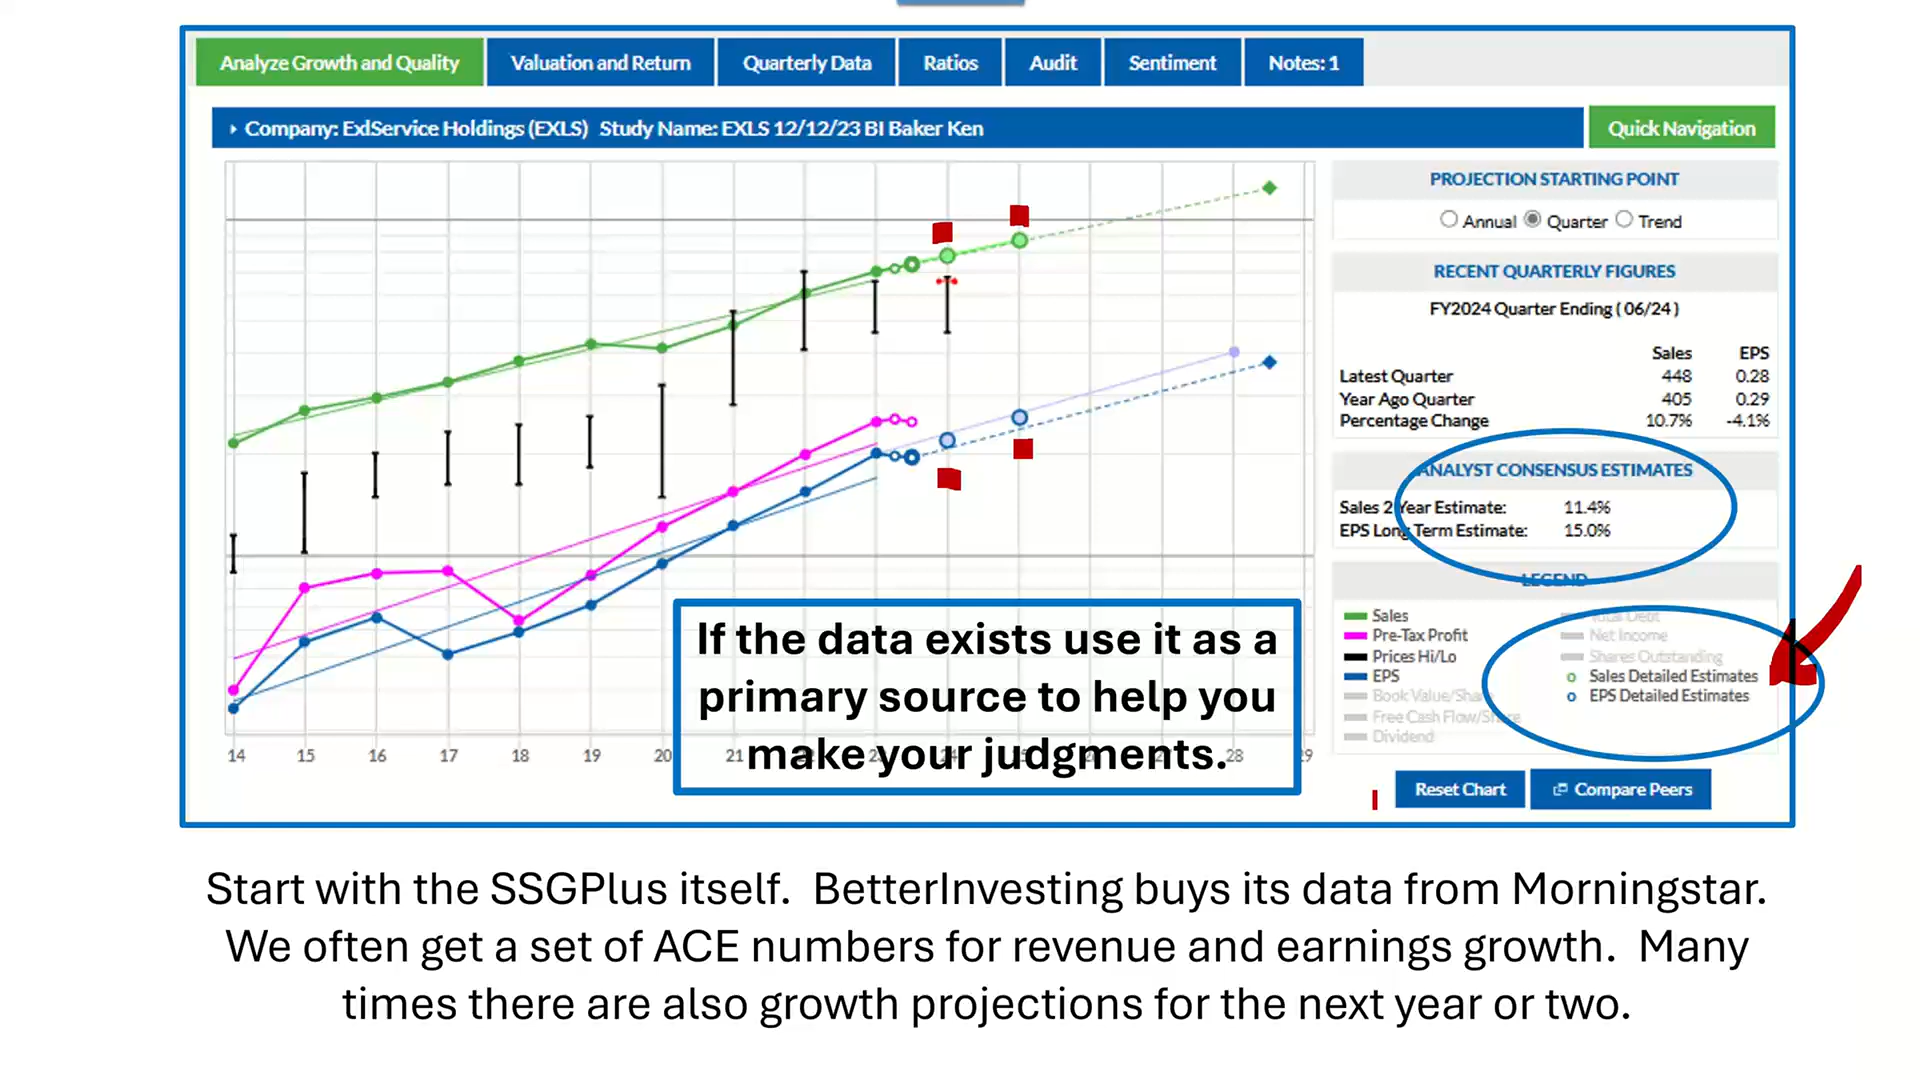 Analyze Growth and Quality
Valuation and Return
Quarterly Data
Ratios
Audit
Sentiment
Notes: 1
Company: ExlService Holdings (EXLS) Study Name: EXLS 12/12/23 BI Baker Ken
Quick Navigation
PROJECTION STARTING POINT
Annual Quarter Trend
RECENT QUARTERLY FIGURES
FY2024 Quarter Ending ( 06/24 )
Sales EPS
Latest Quarter 448 0.28
Year Ago Quarter 405 0.29
Percentage Change 10.7% -4.1%
ANALYST CONSENSUS ESTIMATES
Sales 2 Year Estimate: 11.4%
EPS Long Term Estimate: 15.0%
LEGEND
Sales
Pre-Tax Profit
Prices Hi/Lo
EPS
Book Value/Share
Free Cash Flow/Share
Dividend
Total Debt
Net Income
Shares Outstanding
Sales Detailed Estimates
EPS Detailed Estimates
14 15 16 17 18 19 20 21 24 28
If the data exists use it as a
primary source to help you
make your judgments.
Reset Chart
Compare Peers
Start with the SSGPlus itself. BetterInvesting buys its data from Morningstar.
We often get a set of ACE numbers for revenue and earnings growth. Many
times there are also growth projections for the next year or two.